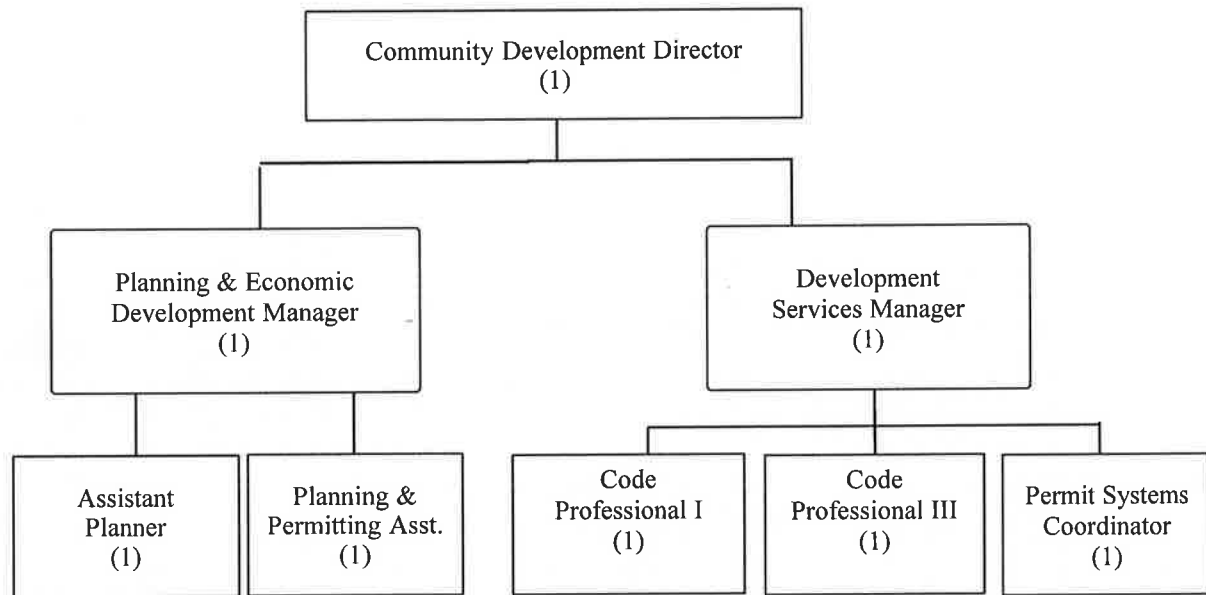 Community Development Director
(1)
Planning & Economic
Development Manager
(1)
Development
Services Manager
(1)
Assistant
Planner
(1)
Planning &
Permitting Asst.
(1)
Code
Professional I
(1)
Code
Professional III
(1)
Permit Systems
Coordinator
(1)